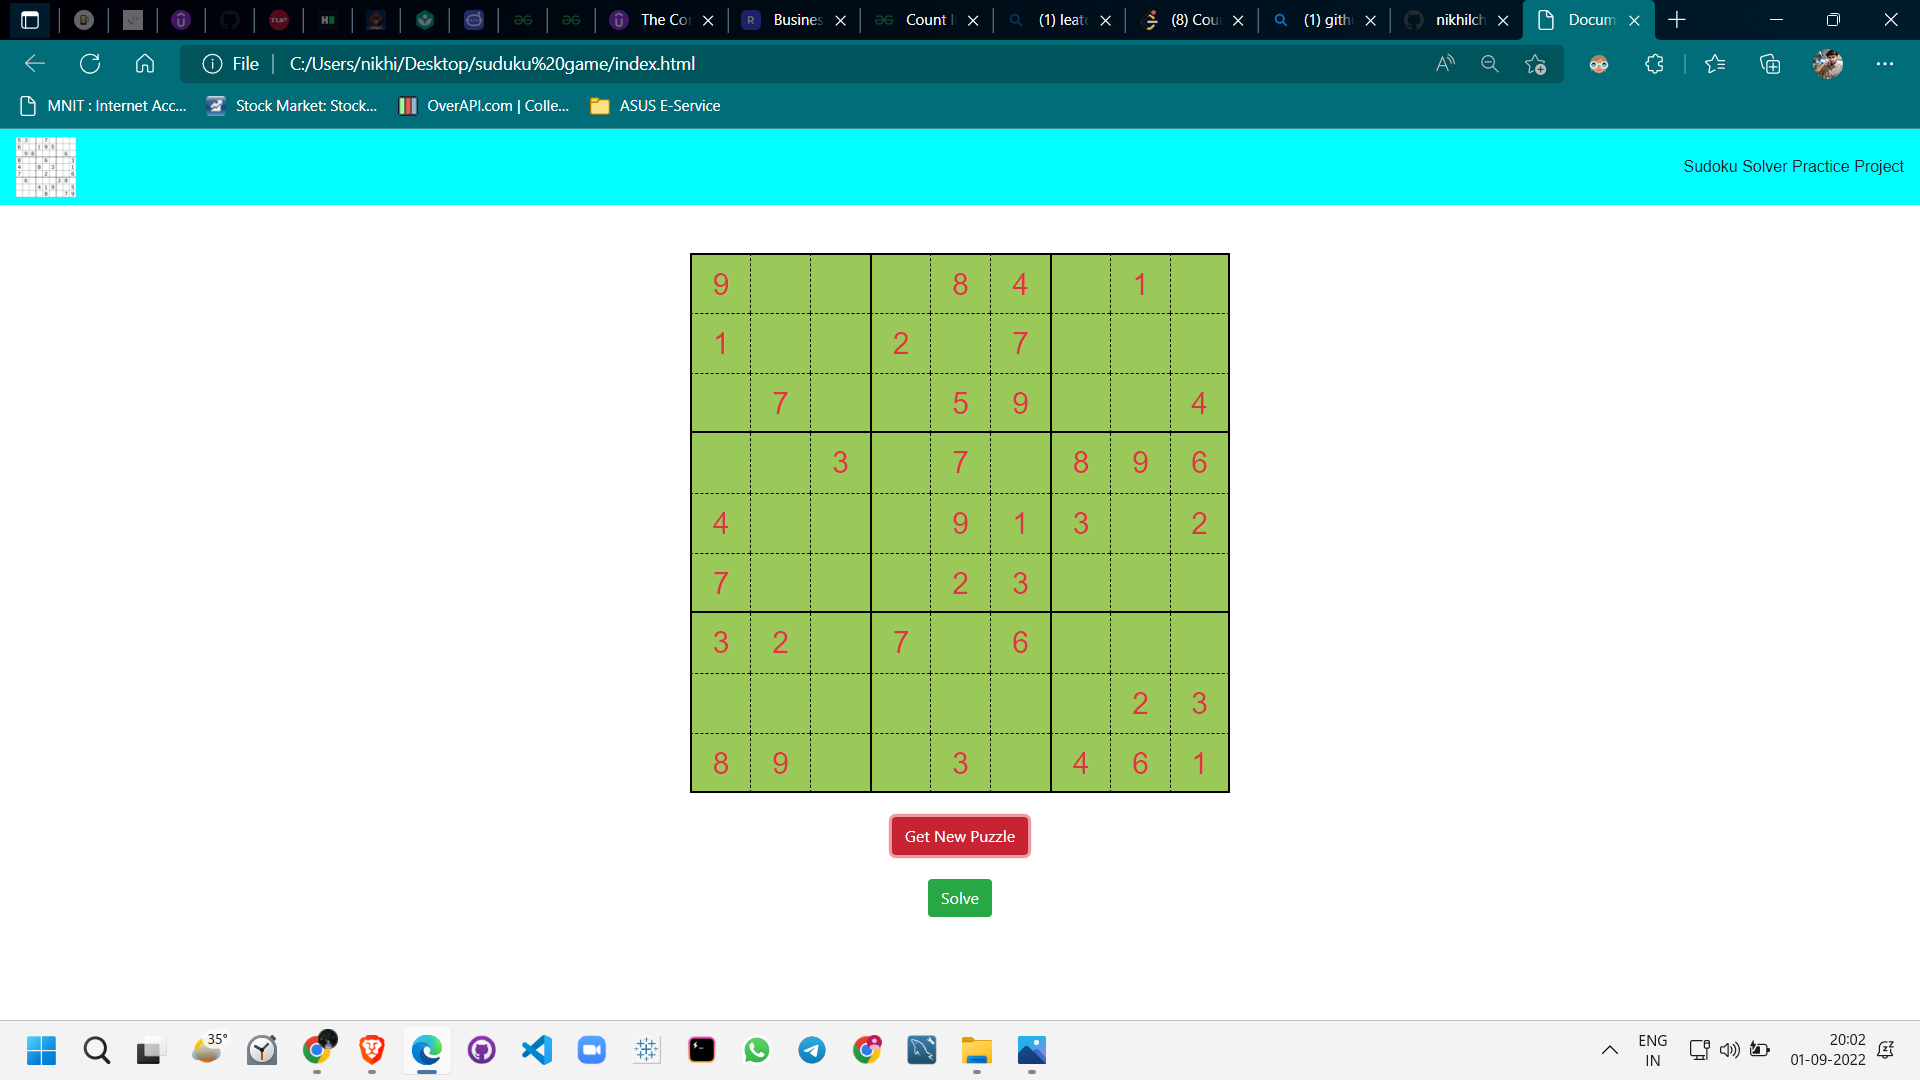 The Co
Busines
Count I
(1) leat
(8) Cou
(1) gith
nikhilch
Docum
File
C:/Users/nikhi/Desktop/suduku%20game/index.html
MNIT : Internet Acc...
Stock Market: Stock...
OverAPI.com | Colle...
ASUS E-Service
Sudoku Solver Practice Project
9 8 4 1
1 2 7
7 5 9 4
3 7 8 9 6
4 9 1 3 2
7 2 3
3 2 7 6
2 3
8 9 3 4 6 1
Get New Puzzle
Solve
35°
ENG
IN
20:02
01-09-2022